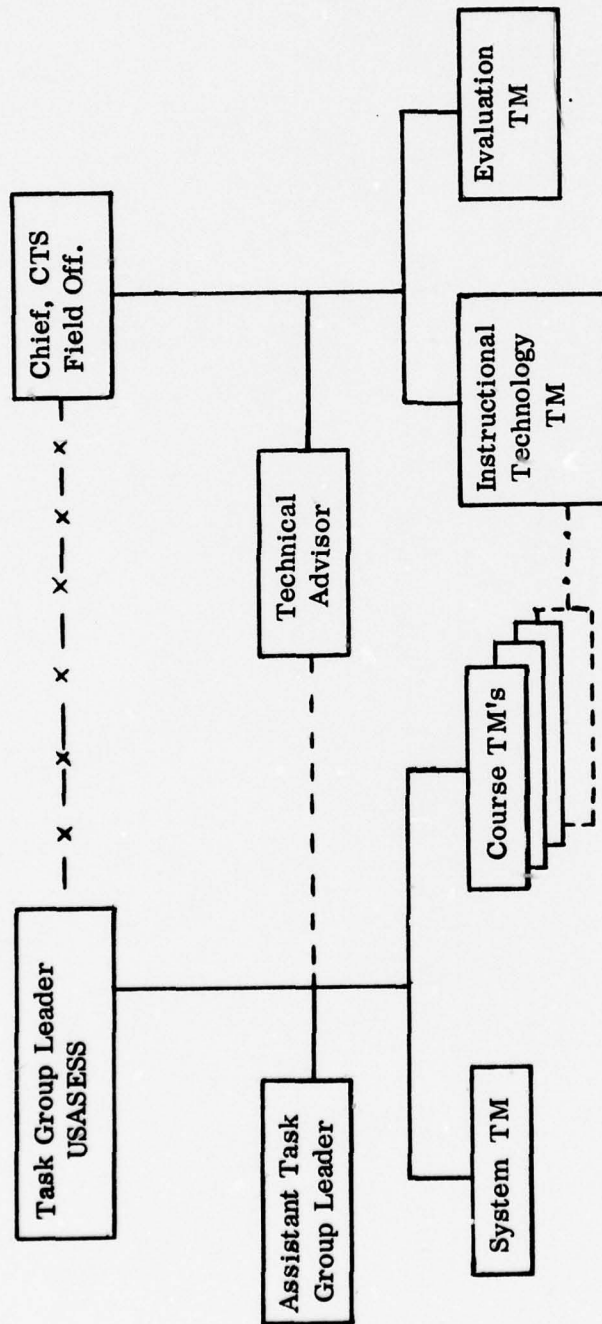 Task Group Leader
USASESS
Chief, CTS
Field Off.
Assistant Task
Group Leader
Technical
Advisor
System TM
Course TM's
Instructional
Technology
TM
Evaluation
TM